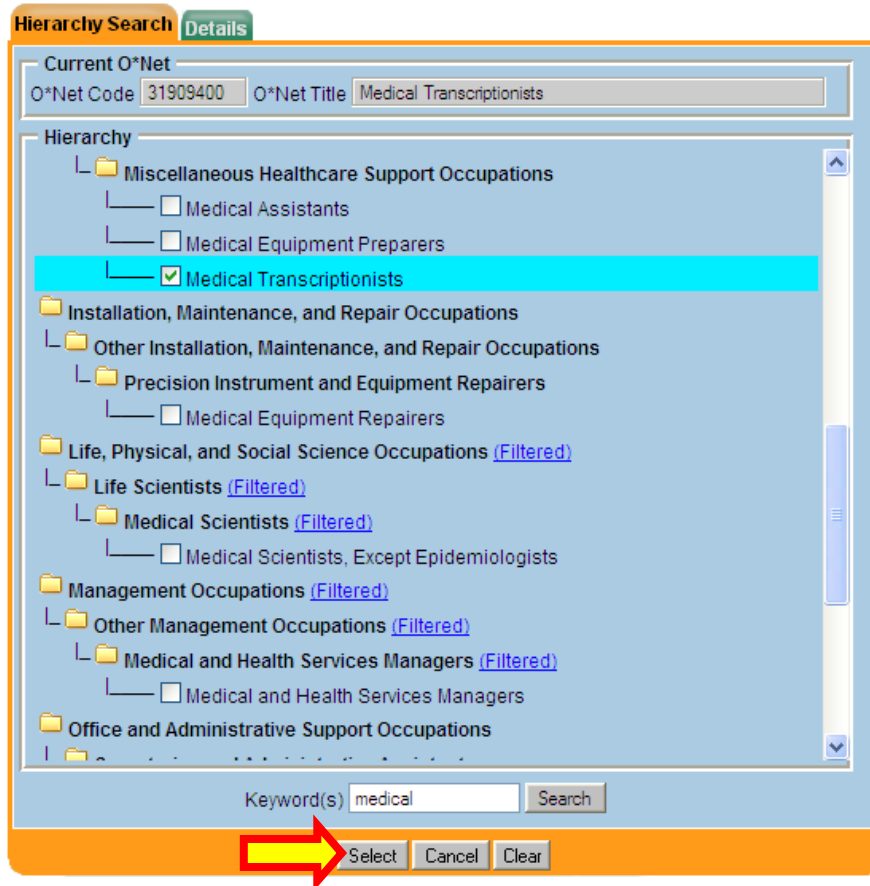 Hierarchy Search Details
Current O*Net
O*Net Code 31909400 O*Net Title Medical Transcriptionists
Hierarchy
Miscellaneous Healthcare Support Occupations
Medical Assistants
Medical Equipment Preparers
Medical Transcriptionists
Installation, Maintenance, and Repair Occupations
Other Installation, Maintenance, and Repair Occupations
Precision Instrument and Equipment Repairers
Medical Equipment Repairers
Life, Physical, and Social Science Occupations (Filtered)
Life Scientists (Filtered)
Medical Scientists (Filtered)
Medical Scientists, Except Epidemiologists
Management Occupations (Filtered)
Other Management Occupations (Filtered)
Medical and Health Services Managers (Filtered)
Medical and Health Services Managers
Office and Administrative Support Occupations
Keyword(s) medical Search
Select Cancel Clear